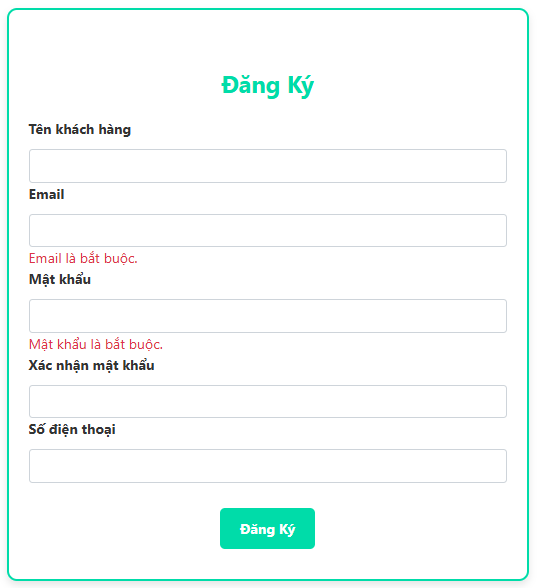 Đăng Ký
Tên khách hàng
Email
Email là bắt buộc.
Mật khẩu
Mật khẩu là bắt buộc.
Xác nhận mật khẩu
Số điện thoại
Đăng Ký